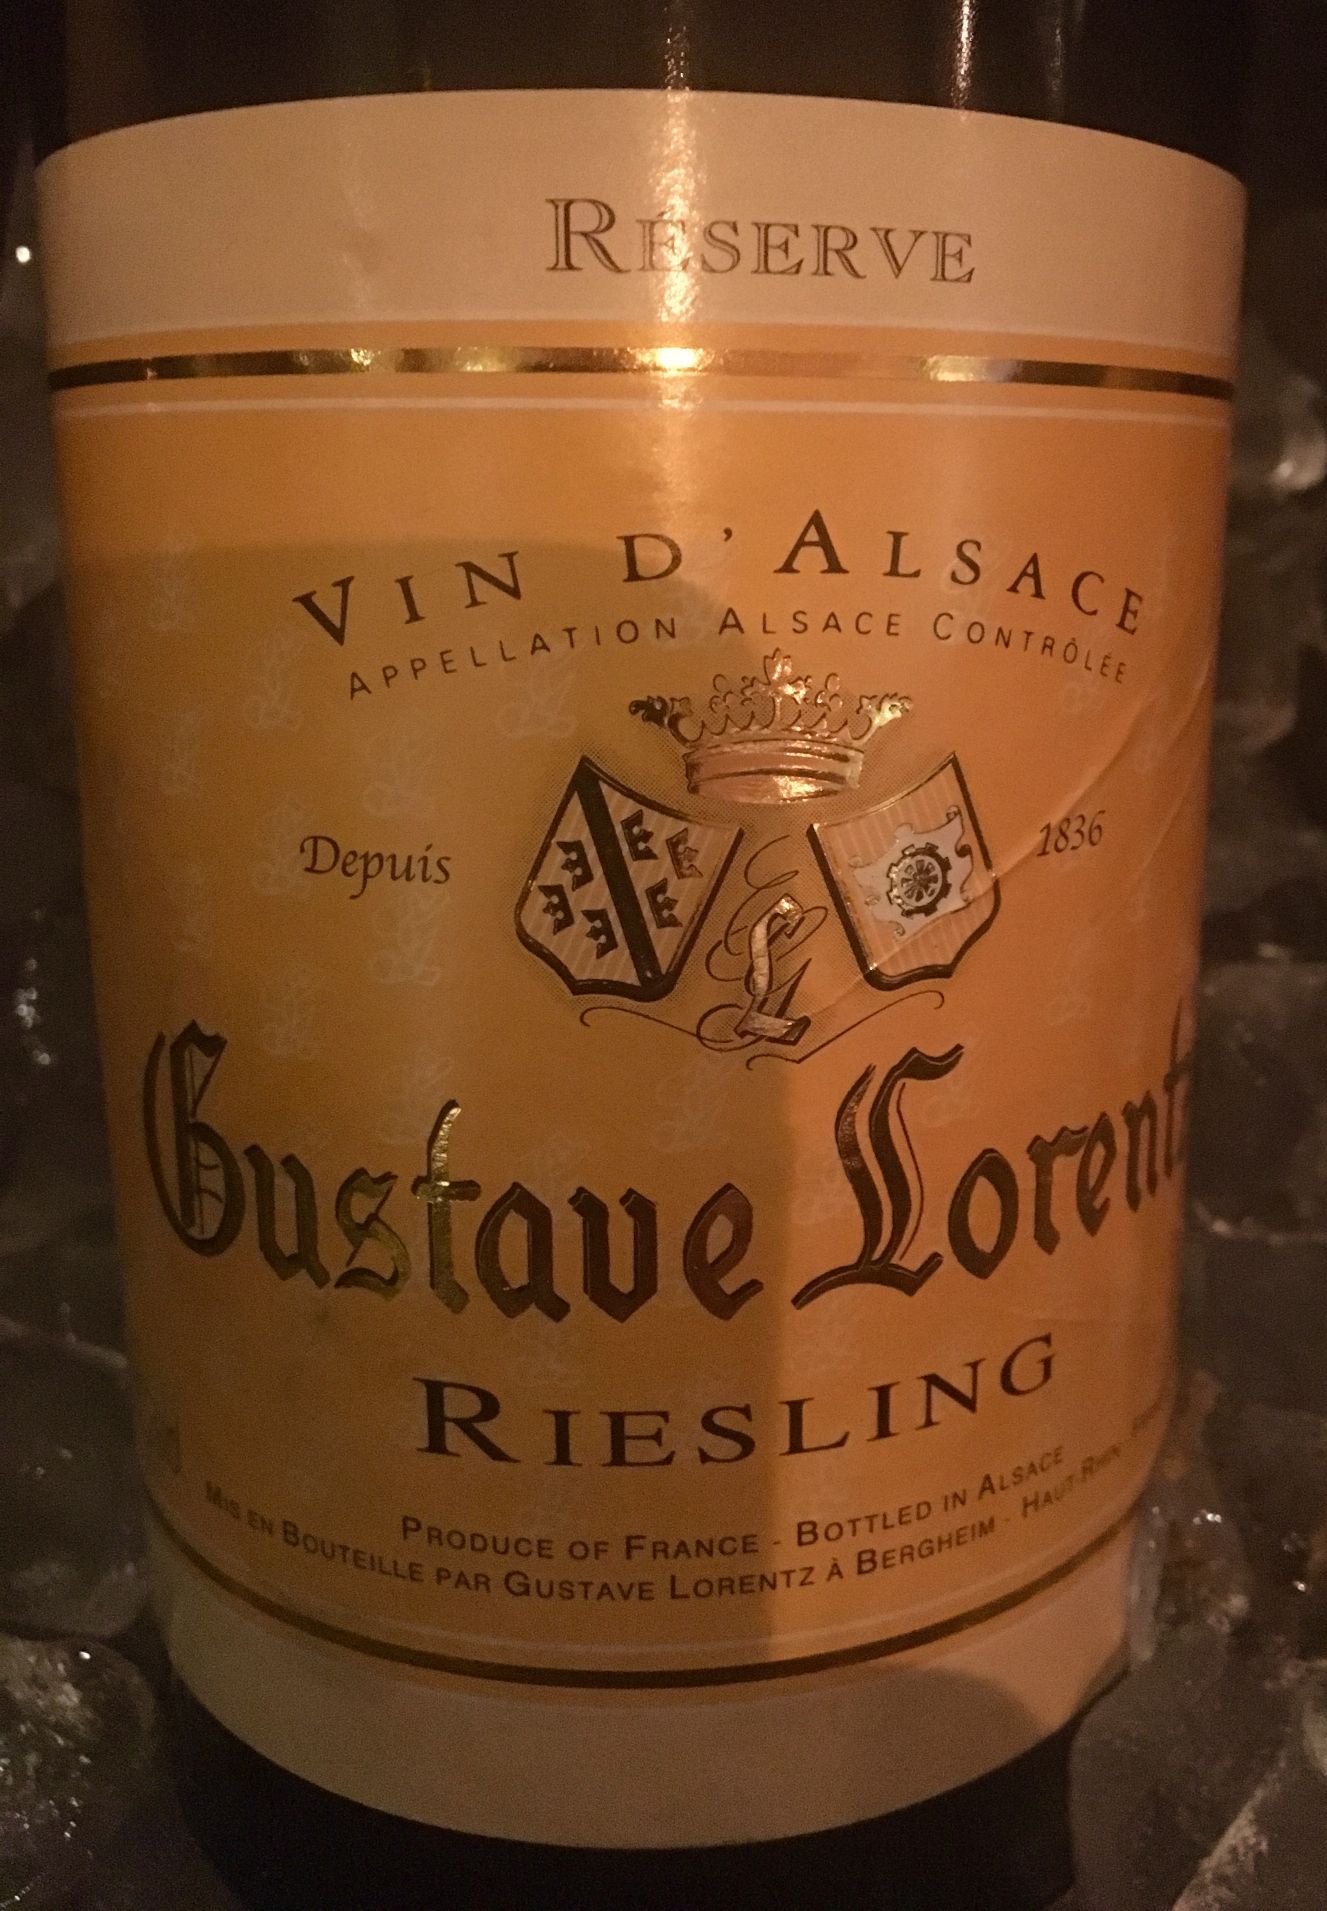 RÉSERVE
VIN D'ALSACE
APPELLATION ALSACE CONTRÔLÉE
Depuis 1836
Gustave Lorentz
RIESLING
PRODUCE OF FRANCE - BOTTLED IN ALSACE
MIS EN BOUTEILLE PAR GUSTAVE LORENTZ À BERGHEIM - HAUT-RHIN -